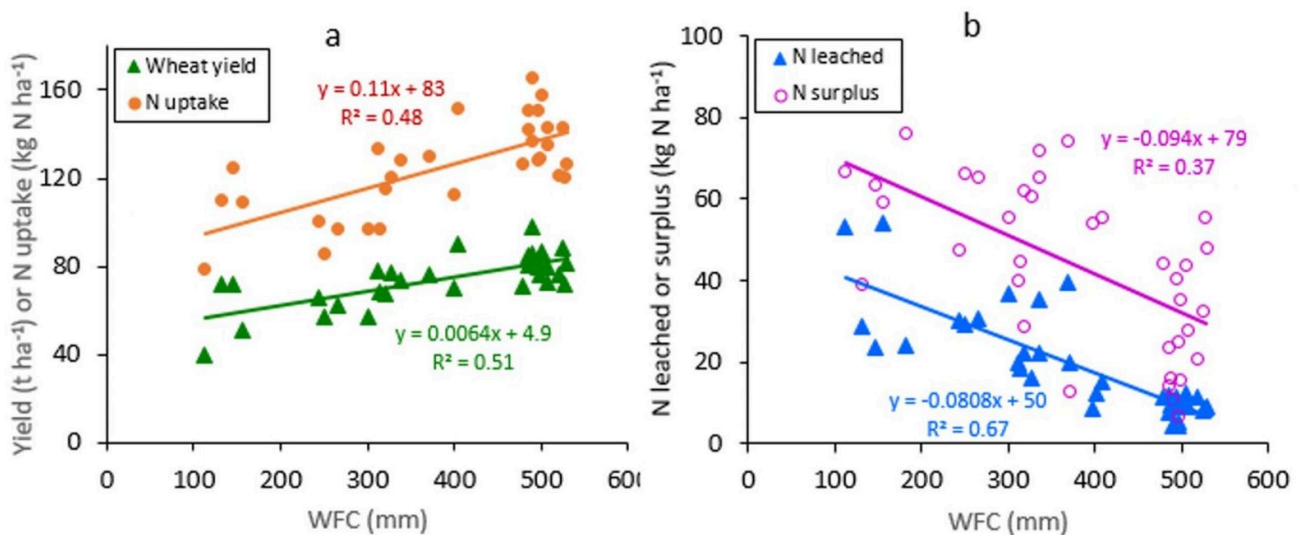 a
Wheat yield
N uptake
y = 0.11x + 83
R² = 0.48
y = 0.0064x + 4.9
R² = 0.51
Yield (t ha⁻¹) or N uptake (kg N ha⁻¹)
160
120
80
40
0
0 100 200 300 400 500 600
WFC (mm)
b
N leached
N surplus
y = -0.094x + 79
R² = 0.37
y = -0.0808x + 50
R² = 0.67
N leached or surplus (kg N ha⁻¹)
100
80
60
40
20
0
0 100 200 300 400 500 600
WFC (mm)